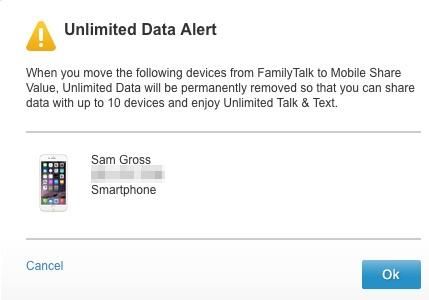 Unlimited Data Alert
When you move the following devices from FamilyTalk to Mobile Share
Value, Unlimited Data will be permanently removed so that you can share
data with up to 10 devices and enjoy Unlimited Talk & Text.
Sam Gross
Smartphone
Cancel
Ok